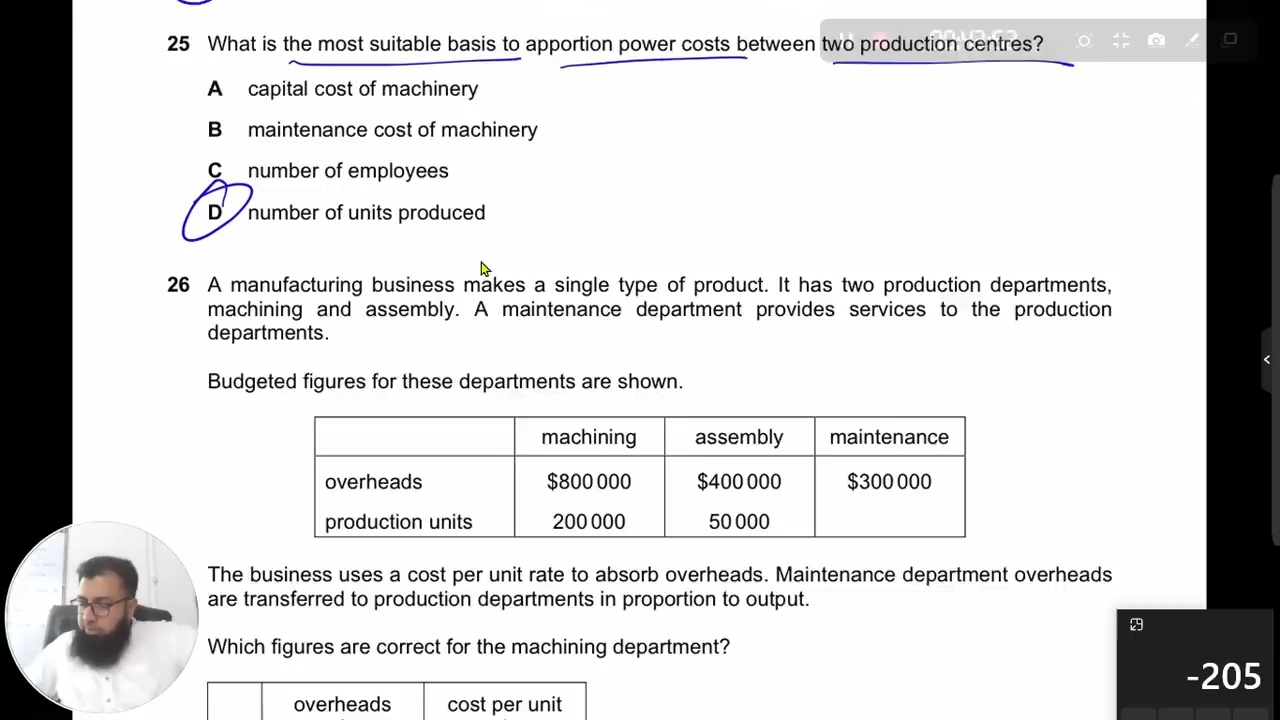 25 What is the most suitable basis to apportion power costs between two production centres?
A capital cost of machinery
B maintenance cost of machinery
C number of employees
D number of units produced
26 A manufacturing business makes a single type of product. It has two production departments,
machining and assembly. A maintenance department provides services to the production
departments.
Budgeted figures for these departments are shown.
machining assembly maintenance
overheads $800 000 $400 000 $300 000
production units 200 000 50 000
The business uses a cost per unit rate to absorb overheads. Maintenance department overheads
are transferred to production departments in proportion to output.
Which figures are correct for the machining department?
overheads cost per unit
-205